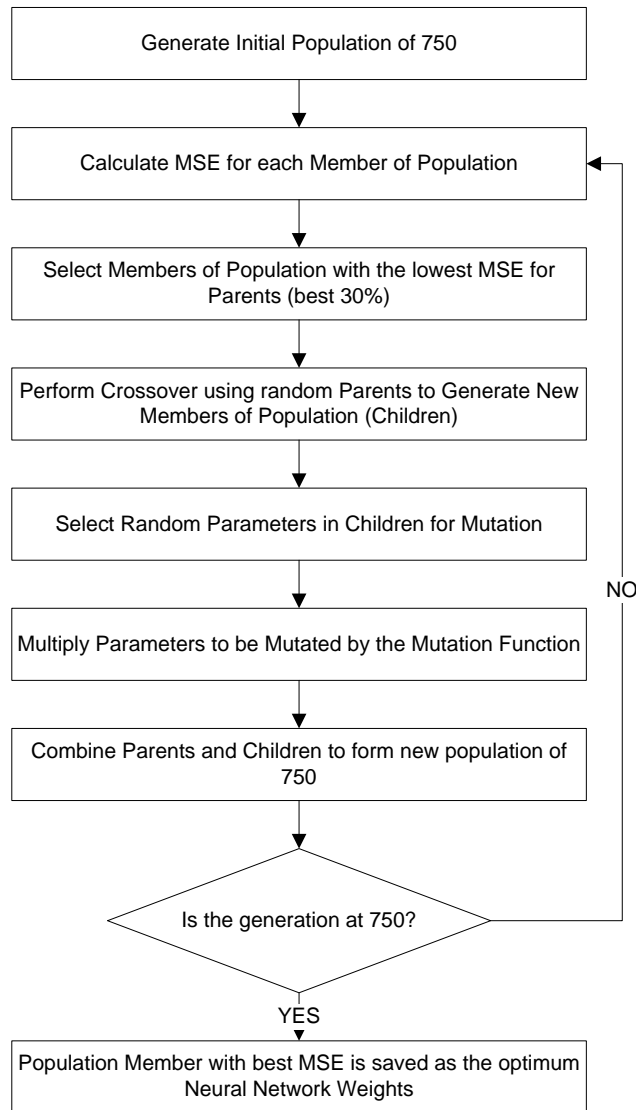 Generate Initial Population of 750
Calculate MSE for each Member of Population
Select Members of Population with the lowest MSE for
Parents (best 30%)
Perform Crossover using random Parents to Generate New
Members of Population (Children)
Select Random Parameters in Children for Mutation
NO
Multiply Parameters to be Mutated by the Mutation Function
Combine Parents and Children to form new population of
750
Is the generation at 750?
YES
Population Member with best MSE is saved as the optimum
Neural Network Weights